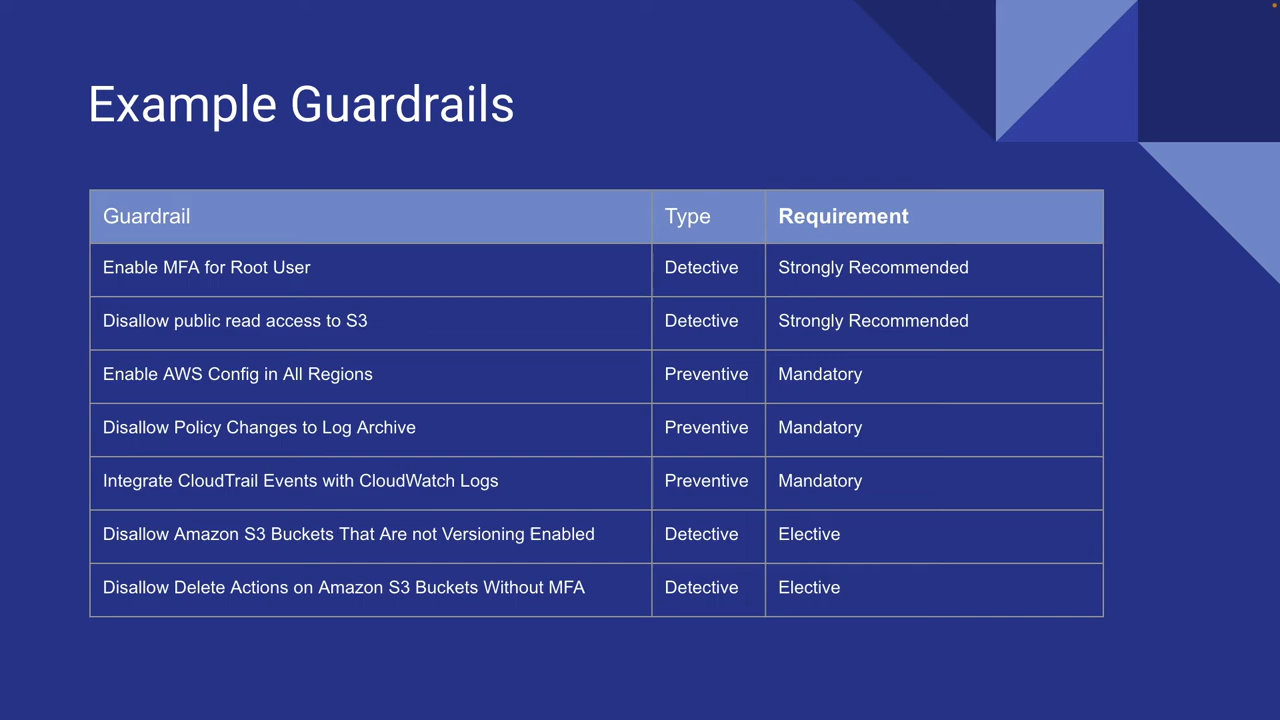 Example Guardrails
Guardrail Type Requirement
Enable MFA for Root User Detective Strongly Recommended
Disallow public read access to S3 Detective Strongly Recommended
Enable AWS Config in All Regions Preventive Mandatory
Disallow Policy Changes to Log Archive Preventive Mandatory
Integrate CloudTrail Events with CloudWatch Logs Preventive Mandatory
Disallow Amazon S3 Buckets That Are not Versioning Enabled Detective Elective
Disallow Delete Actions on Amazon S3 Buckets Without MFA Detective Elective